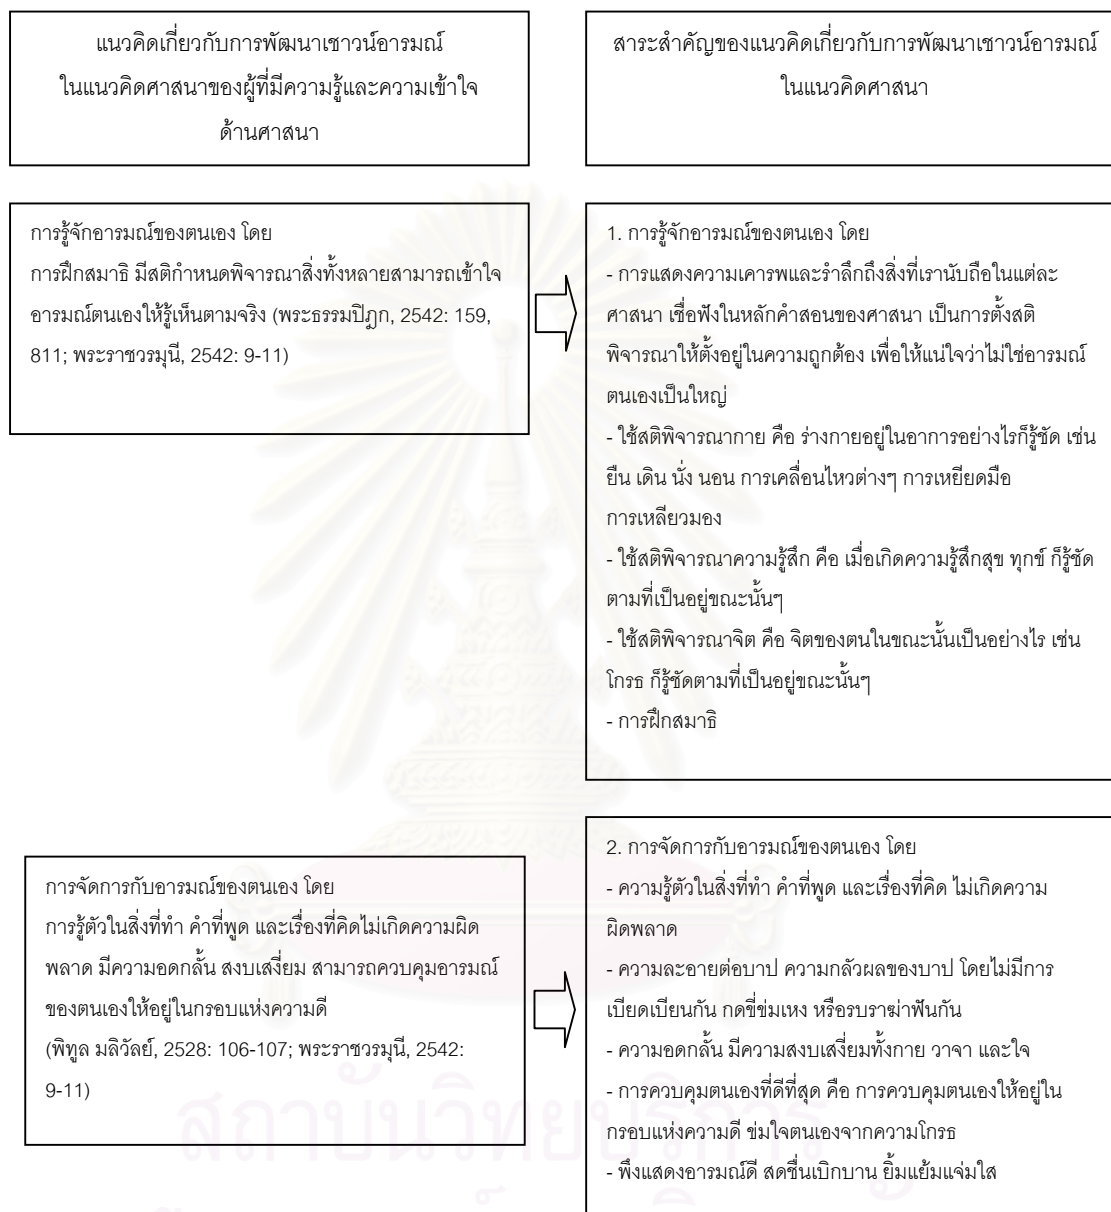 แนวคิดเกี่ยวกับการพัฒนาเชาวน์อารมณ์
ในแนวคิดศาสนาของผู้ที่มีความรู้และความเข้าใจ
ด้านศาสนา
สาระสำคัญของแนวคิดเกี่ยวกับการพัฒนาเชาวน์อารมณ์
ในแนวคิดศาสนา
การรู้จักอารมณ์ของตนเอง โดย
การฝึกสมาธิ มีสติกำหนดพิจารณาสิ่งทั้งหลายสามารถเข้าใจ
อารมณ์ตนเองให้รู้เห็นตามจริง (พระธรรมปิฎก, 2542: 159,
811; พระราชวรมุนี, 2542: 9-11)
1. การรู้จักอารมณ์ของตนเอง โดย
- การแสดงความเคารพและรำลึกถึงสิ่งที่เรานับถือในแต่ละ
ศาสนา เชื่อฟังในหลักคำสอนของศาสนา เป็นการตั้งสติ
พิจารณาให้ตั้งอยู่ในความถูกต้อง เพื่อให้แน่ใจว่าไม่ใช่อารมณ์
ตนเองเป็นใหญ่
- ใช้สติพิจารณากาย คือ ร่างกายอยู่ในอาการอย่างไรก็รู้ชัด เช่น
ยืน เดิน นั่ง นอน การเคลื่อนไหวต่างๆ การเหยียดมือ
การเหลียวมอง
- ใช้สติพิจารณาความรู้สึก คือ เมื่อเกิดความรู้สึกสุข ทุกข์ ก็รู้ชัด
ตามที่เป็นอยู่ขณะนั้นๆ
- ใช้สติพิจารณาจิต คือ จิตของตนในขณะนั้นเป็นอย่างไร เช่น
โกรธ ก็รู้ชัดตามที่เป็นอยู่ขณะนั้นๆ
- การฝึกสมาธิ
การจัดการกับอารมณ์ของตนเอง โดย
การรู้ตัวในสิ่งที่ทำ คำที่พูด และเรื่องที่คิดไม่เกิดความผิด
พลาด มีความอดกลั้น สงบเสงี่ยม สามารถควบคุมอารมณ์
ของตนเองให้อยู่ในกรอบแห่งความดี
(พิทูล มลิวัลย์, 2528: 106-107; พระราชวรมุนี, 2542:
9-11)
2. การจัดการกับอารมณ์ของตนเอง โดย
- ความรู้ตัวในสิ่งที่ทำ คำที่พูด และเรื่องที่คิด ไม่เกิดความ
ผิดพลาด
- ความละอายต่อบาป ความกลัวผลของบาป โดยไม่มีการ
เบียดเบียนกัน กดขี่ข่มเหง หรือรบราฆ่าฟันกัน
- ความอดกลั้น มีความสงบเสงี่ยมทั้งกาย วาจา และใจ
- การควบคุมตนเองที่ดีที่สุด คือ การควบคุมตนเองให้อยู่ใน
กรอบแห่งความดี ข่มใจตนเองจากความโกรธ
- พึงแสดงอารมณ์ดี สดชื่นเบิกบาน ยิ้มแย้มแจ่มใส
สถาบันวิทยบริการ